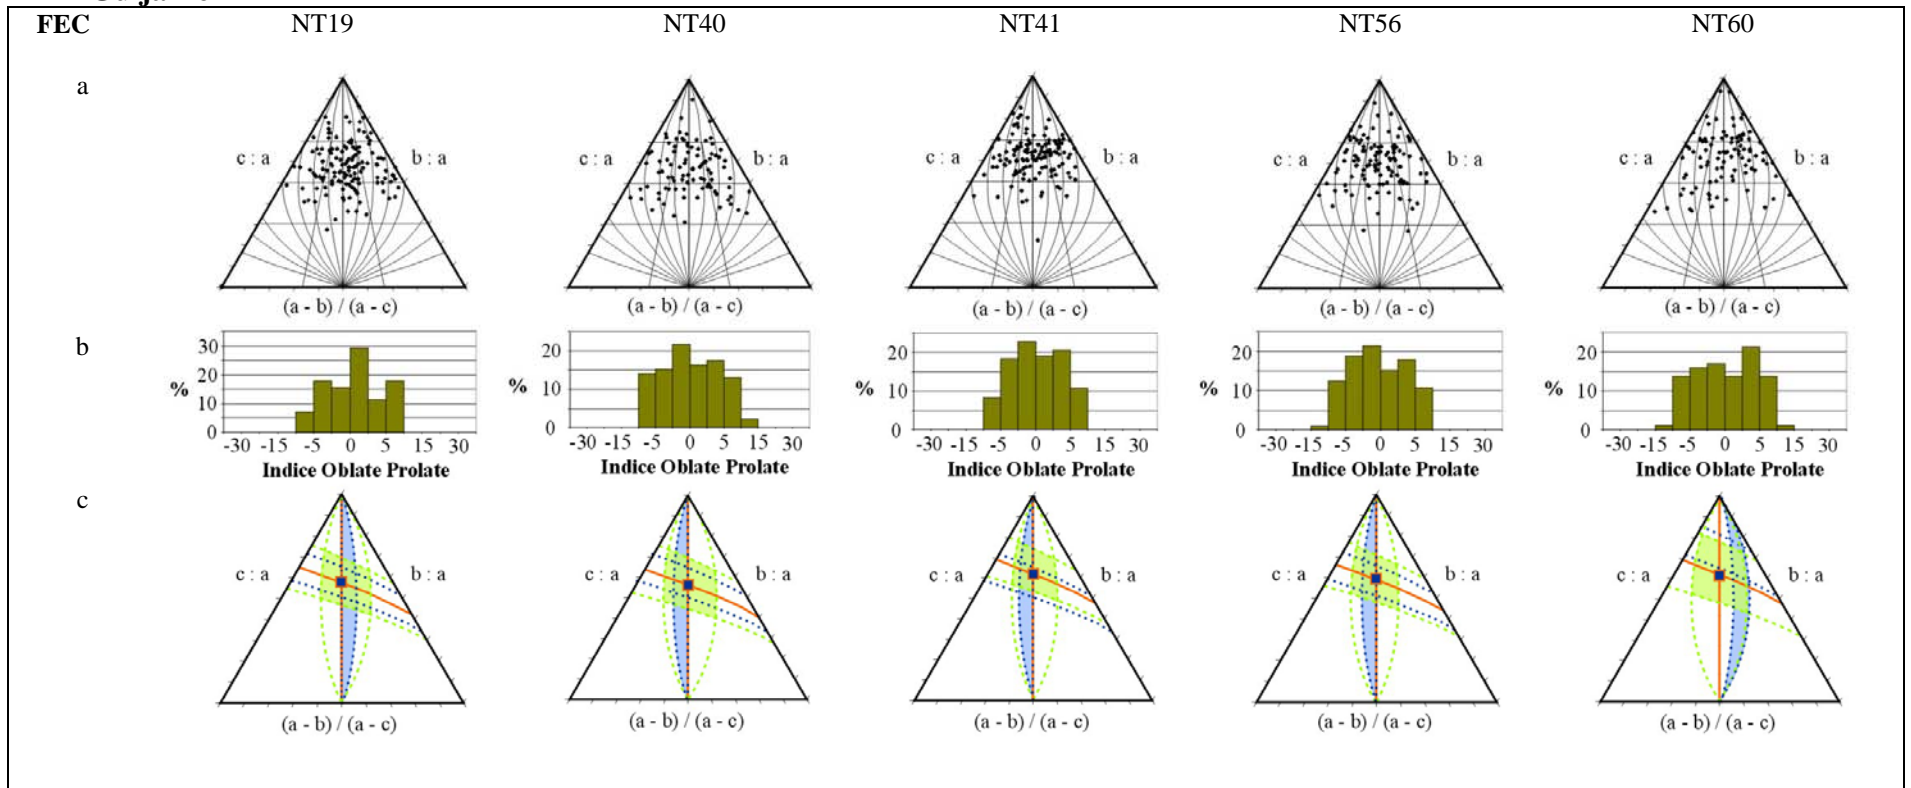 FEC NT19 NT40 NT41 NT56 NT60
a
c : a b : a c : a b : a c : a b : a c : a b : a c : a b : a
(a - b) / (a - c) (a - b) / (a - c) (a - b) / (a - c) (a - b) / (a - c) (a - b) / (a - c)
b
30
20
10
0
%
-30 -15 -5 0 5 15 30
Indice Oblate Prolate
20
10
0
%
-30 -15 -5 0 5 15 30
Indice Oblate Prolate
20
10
0
%
-30 -15 -5 0 5 15 30
Indice Oblate Prolate
20
10
0
%
-30 -15 -5 0 5 15 30
Indice Oblate Prolate
20
10
0
%
-30 -15 -5 0 5 15 30
Indice Oblate Prolate
c
c : a b : a c : a b : a c : a b : a c : a b : a c : a b : a
(a - b) / (a - c) (a - b) / (a - c) (a - b) / (a - c) (a - b) / (a - c) (a - b) / (a - c)